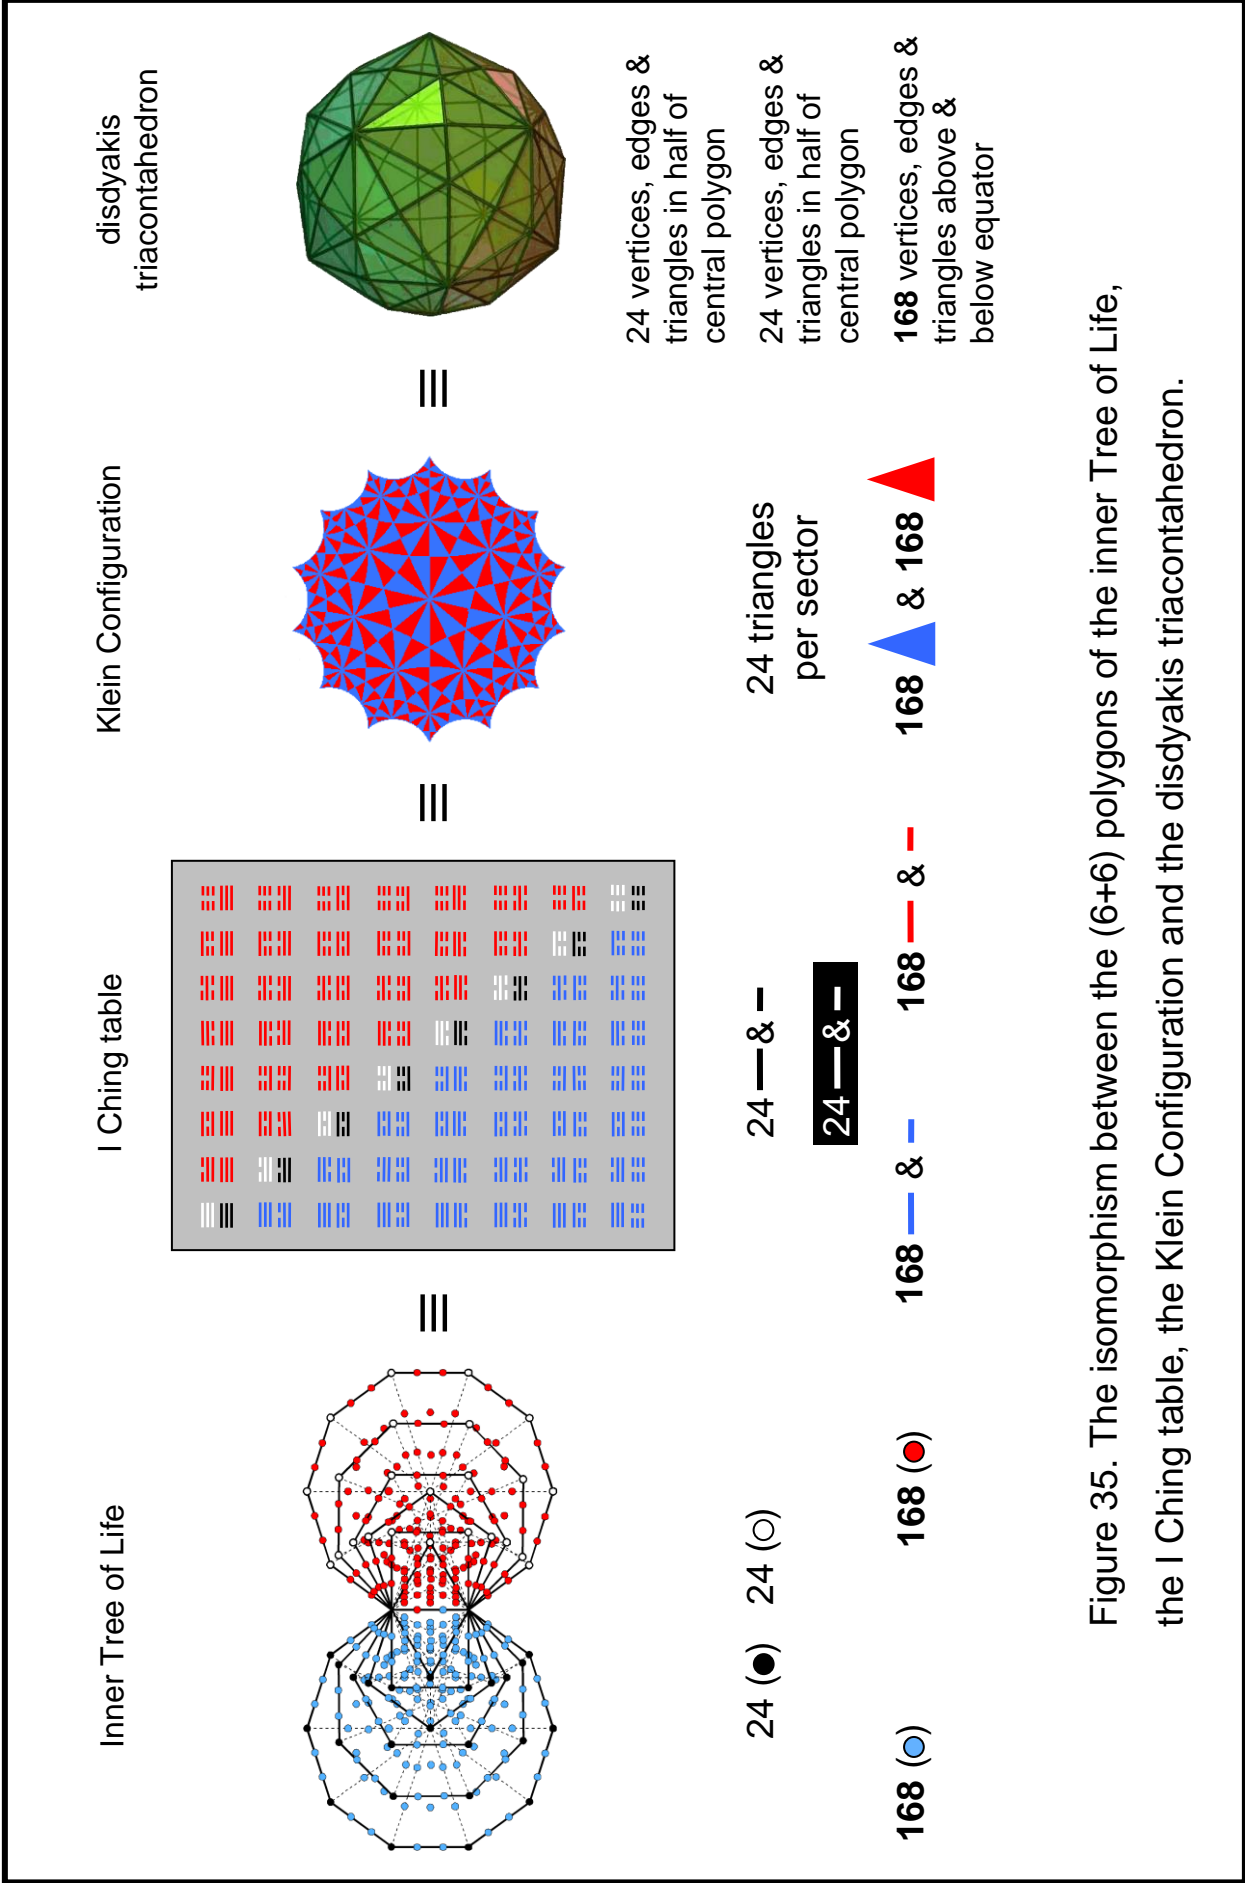 Inner Tree of Life
I Ching table
Klein Configuration
disdyakis
triacontahedron
≡
≡
≡
24 (●) 24 (○)
168 (●) 168 (●)
24 — & –
24 — & –
168 — & – 168 — & –
24 triangles
per sector
168 ▲ & 168 ▲
24 vertices, edges &
triangles in half of
central polygon
24 vertices, edges &
triangles in half of
central polygon
168 vertices, edges &
triangles above &
below equator
Figure 35. The isomorphism between the (6+6) polygons of the inner Tree of Life,
the I Ching table, the Klein Configuration and the disdyakis triacontahedron.